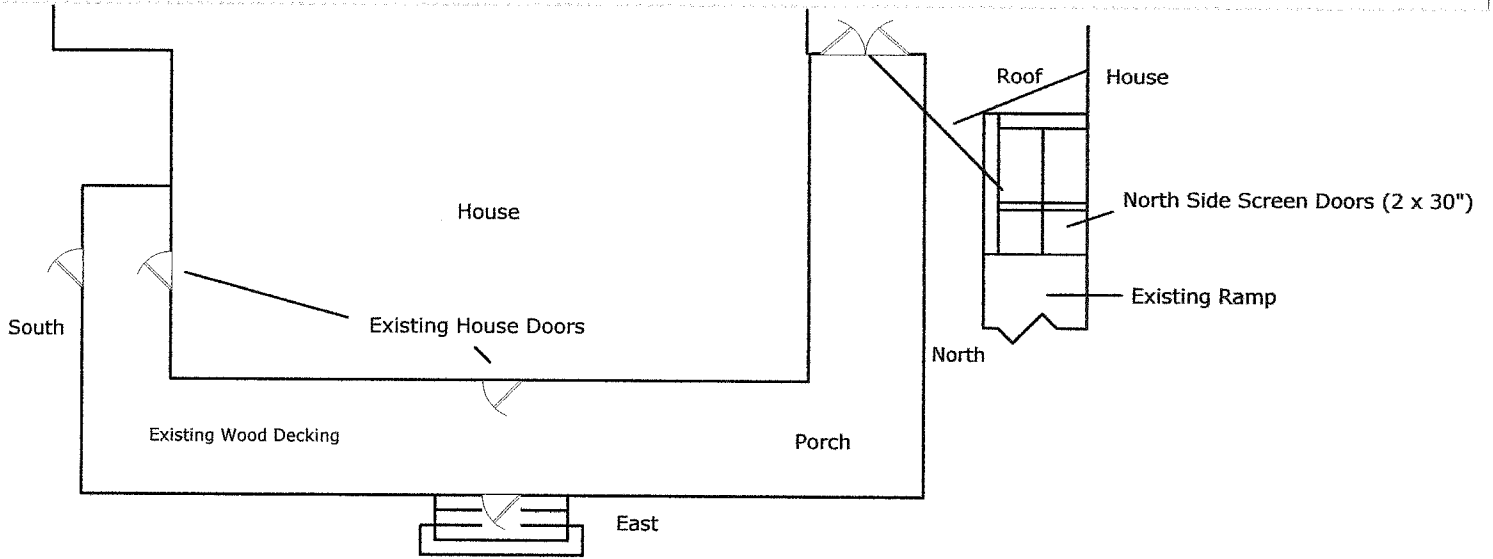 Roof
House
House
North Side Screen Doors (2 x 30")
Existing Ramp
South
Existing House Doors
North
Existing Wood Decking
Porch
East